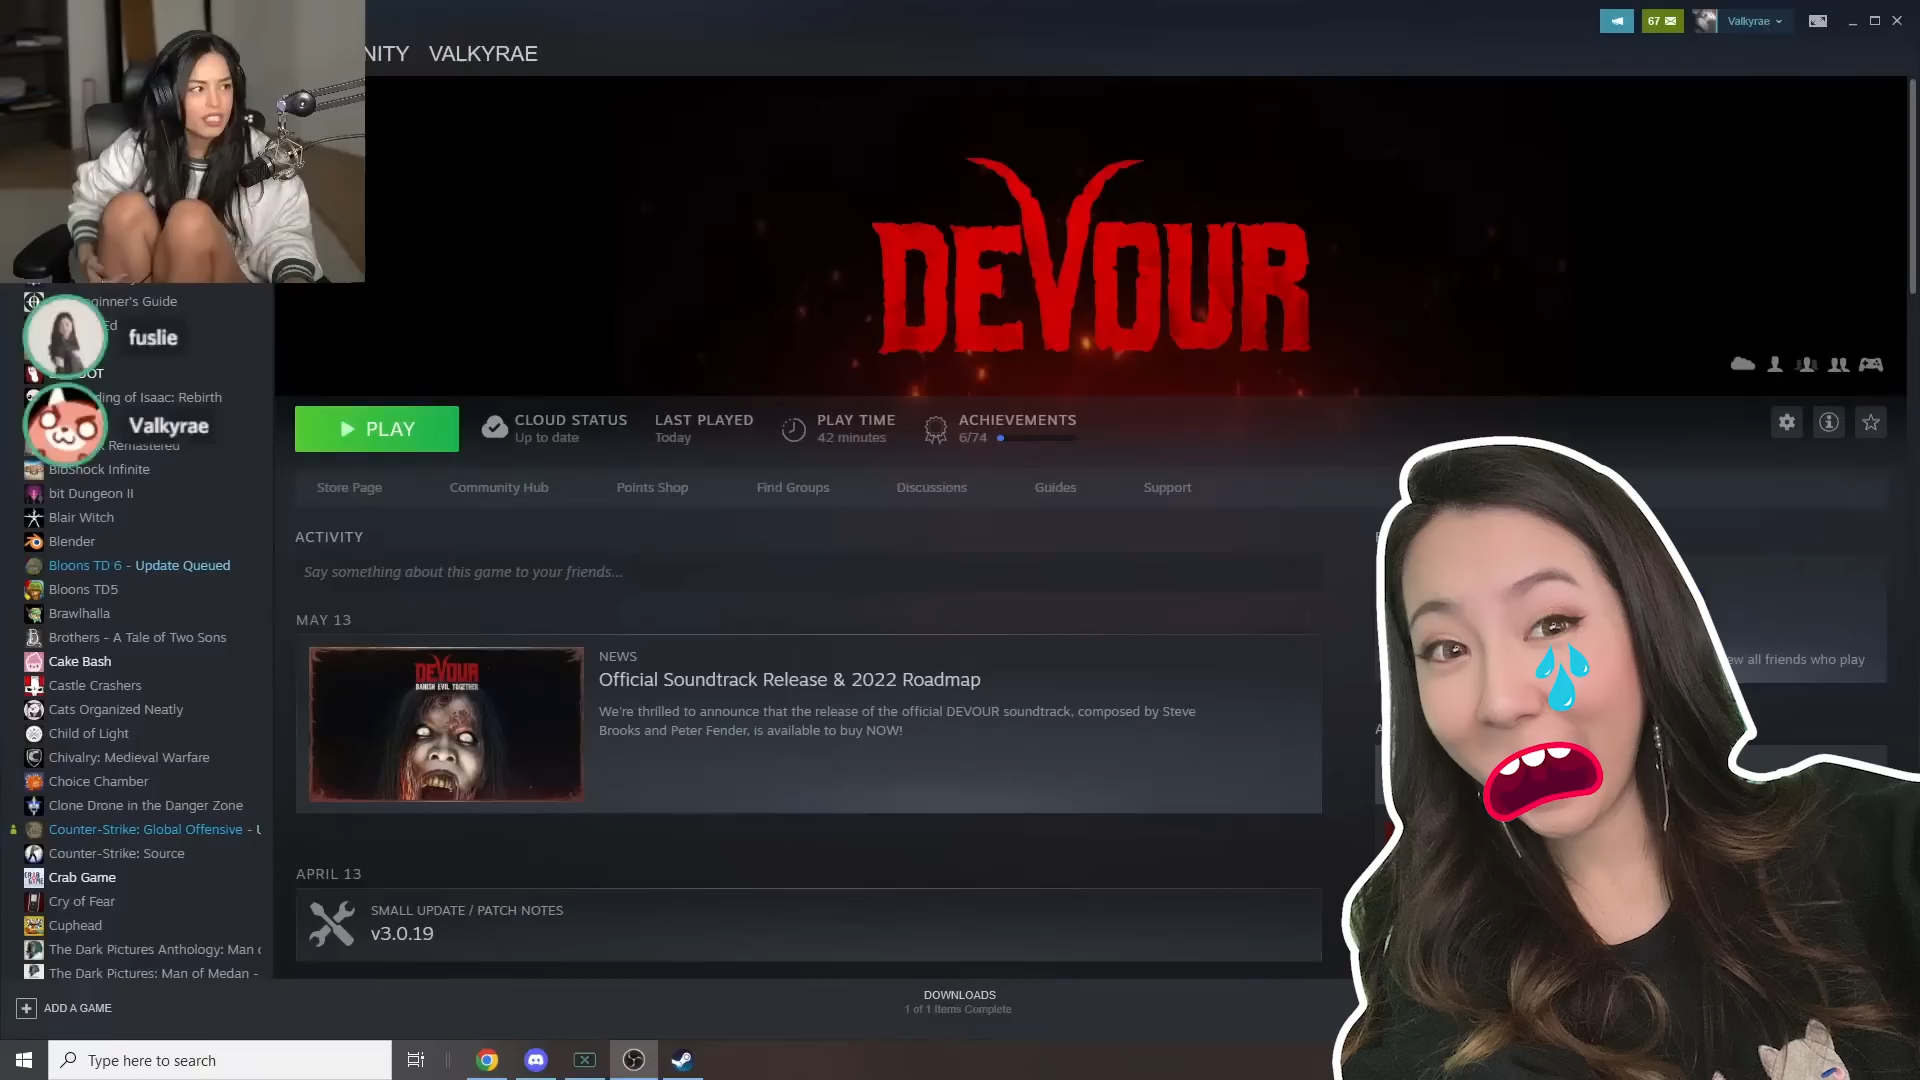 NITY VALKYRAE
67
Valkyrae
DEVOUR
ginner's Guide
Ed
fuslie
OT
ding of Isaac: Rebirth
Valkyrae
k Remastered
BioShock Infinite
bit Dungeon II
Blair Witch
Blender
Bloons TD 6 - Update Queued
Bloons TD5
Brawlhalla
Brothers - A Tale of Two Sons
Cake Bash
Castle Crashers
Cats Organized Neatly
Child of Light
Chivalry: Medieval Warfare
Choice Chamber
Clone Drone in the Danger Zone
Counter-Strike: Global Offensive - U
Counter-Strike: Source
Crab Game
Cry of Fear
Cuphead
The Dark Pictures Anthology: Man o
The Dark Pictures: Man of Medan -
PLAY
CLOUD STATUS
Up to date
LAST PLAYED
Today
PLAY TIME
42 minutes
ACHIEVEMENTS
6/74
Store Page
Community Hub
Points Shop
Find Groups
Discussions
Guides
Support
ACTIVITY
Say something about this game to your friends...
MAY 13
DEVOUR
BANISH EVIL TOGETHER
NEWS
Official Soundtrack Release & 2022 Roadmap
We're thrilled to announce that the release of the official DEVOUR soundtrack, composed by Steve
Brooks and Peter Fender, is available to buy NOW!
ew all friends who play
APRIL 13
SMALL UPDATE / PATCH NOTES
v3.0.19
ADD A GAME
DOWNLOADS
1 of 1 Items Complete
Type here to search